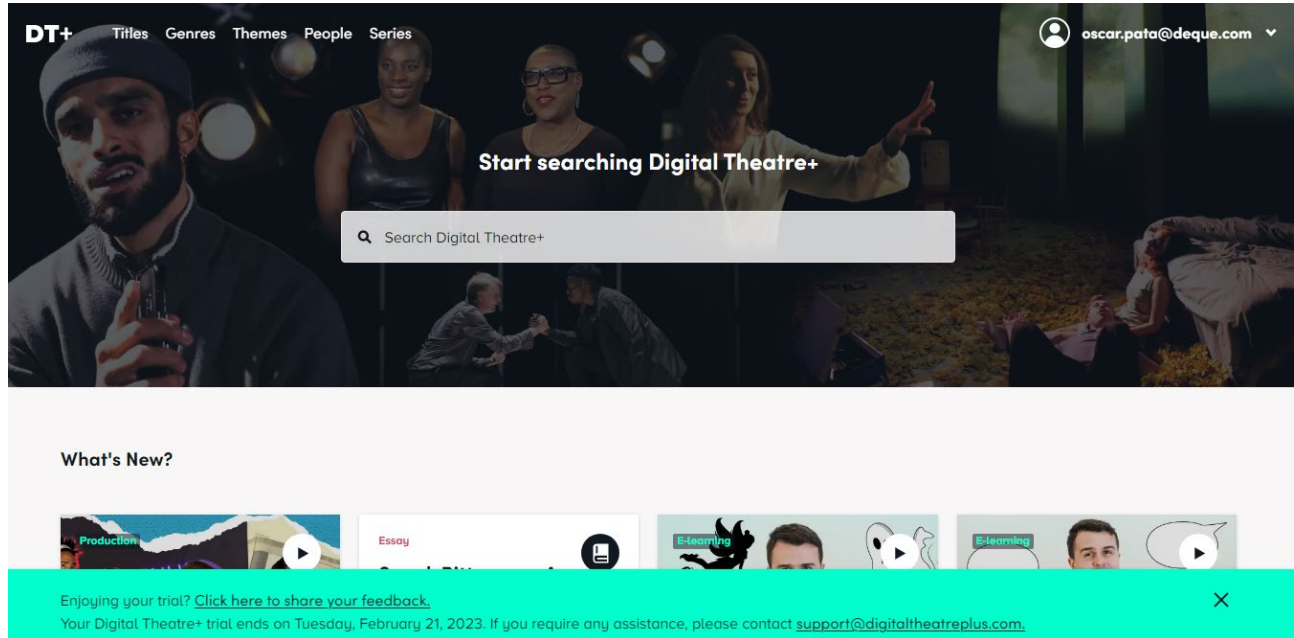 DT+ Titles Genres Themes People Series oscar.pata@deque.com
Start searching Digital Theatre+
Search Digital Theatre+
What's New?
Production
Essay
E-learning
E-learning
Enjoying your trial? Click here to share your feedback.
Your Digital Theatre+ trial ends on Tuesday, February 21, 2023. If you require any assistance, please contact support@digitaltheatreplus.com.